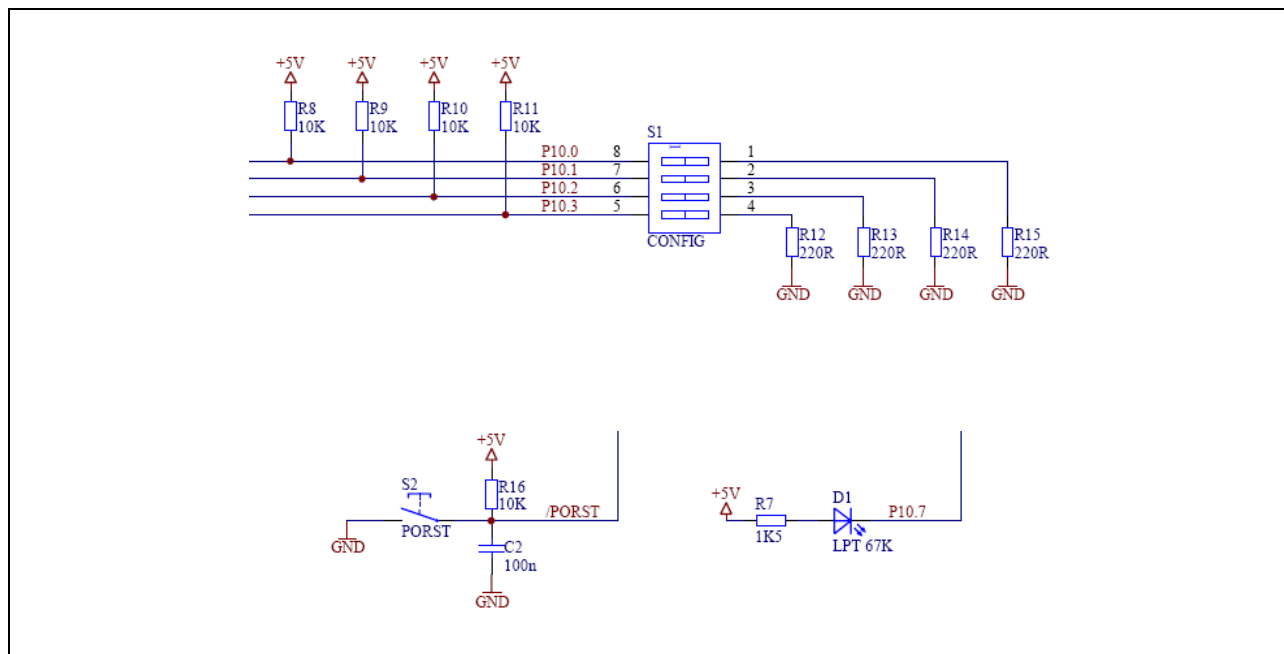 +5V +5V +5V +5V
R8 R9 R10 R11
10K 10K 10K 10K
S1
P10.0 8 1
P10.1 7 2
P10.2 6 3
P10.3 5 4
CONFIG
R12 R13 R14 R15
220R 220R 220R 220R
GND GND GND GND
+5V
S2
R16
10K
/PORST
PORST
GND
C2
100n
GND
+5V
R7
D1
P10.7
1K5
LPT 67K